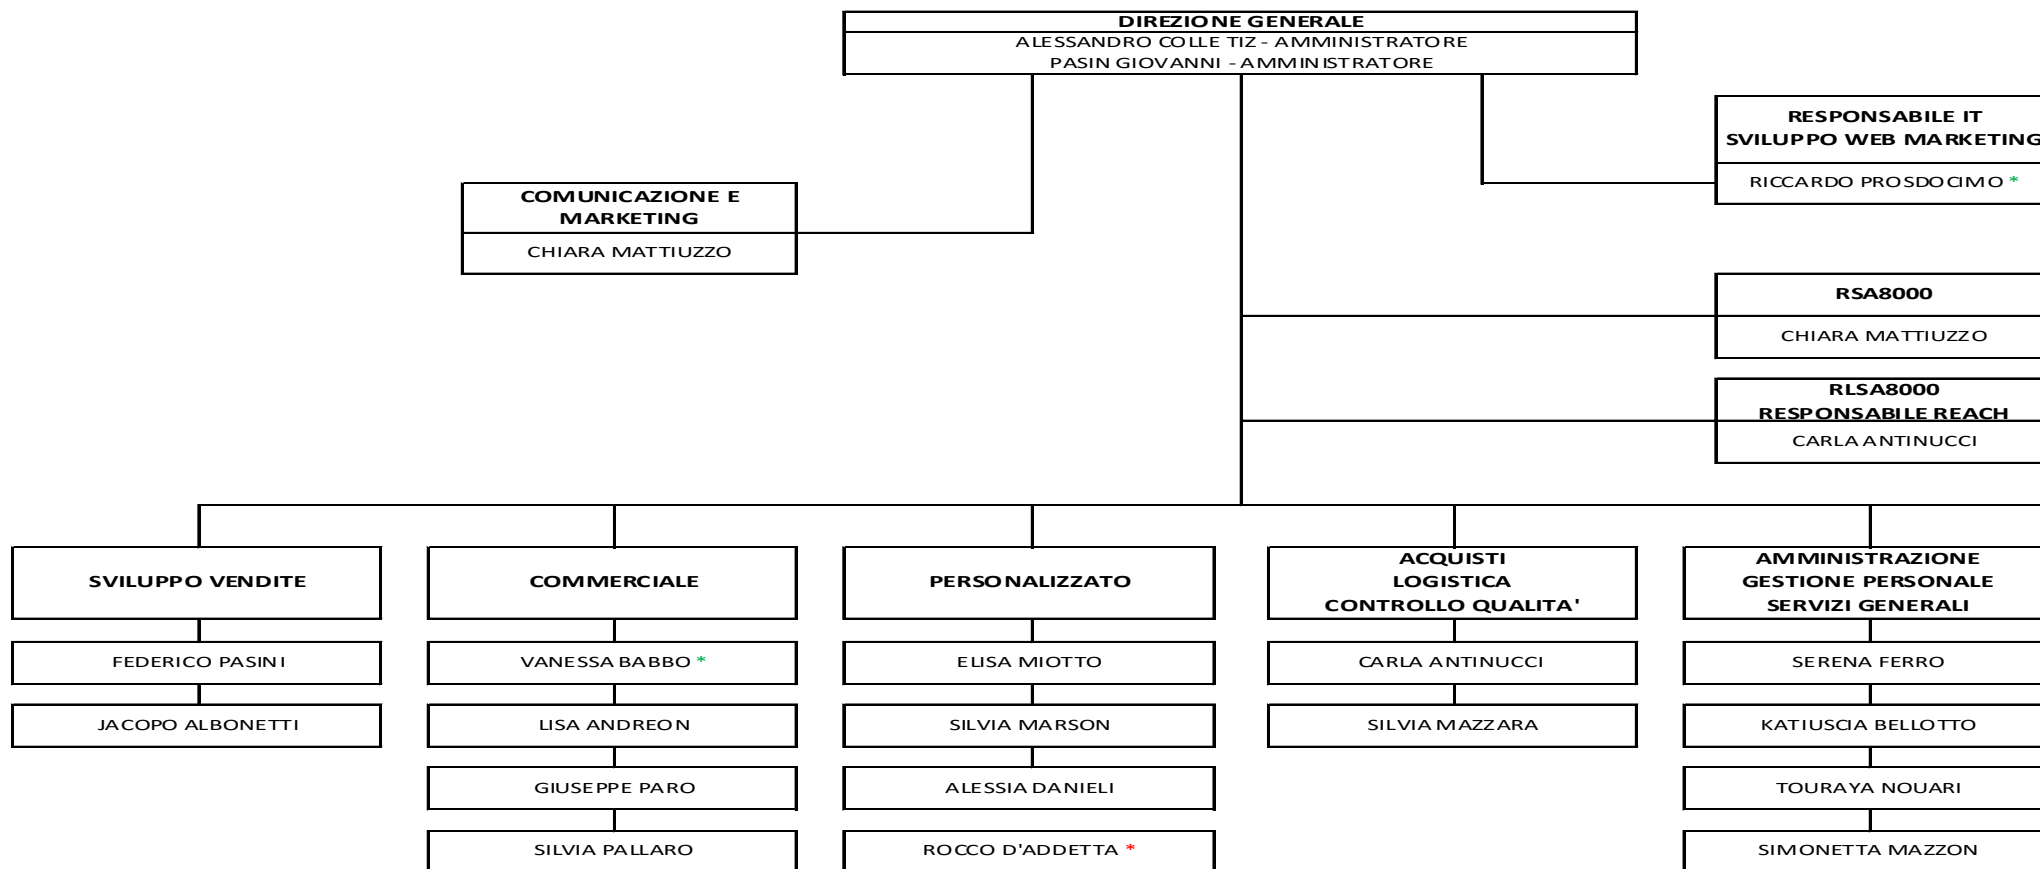 DIREZIONE GENERALE
ALESSANDRO COLLE TIZ - AMMINISTRATORE
PASIN GIOVANNI - AMMINISTRATORE
RESPONSABILE IT
SVILUPPO WEB MARKETING
RICCARDO PROSDOCIMO *
COMUNICAZIONE E
MARKETING
CHIARA MATTIUZZO
RSA8000
CHIARA MATTIUZZO
RLSA8000
RESPONSABILE REACH
CARLA ANTINUCCI
SVILUPPO VENDITE
FEDERICO PASINI
JACOPO ALBONETTI
COMMERCIALE
VANESSA BABBO *
LISA ANDREON
GIUSEPPE PARO
SILVIA PALLARO
PERSONALIZZATO
ELISA MIOTTO
SILVIA MARSON
ALESSIA DANIELI
ROCCO D'ADDETTA *
ACQUISTI
LOGISTICA
CONTROLLO QUALITA'
CARLA ANTINUCCI
SILVIA MAZZARA
AMMINISTRAZIONE
GESTIONE PERSONALE
SERVIZI GENERALI
SERENA FERRO
KATIUSCIA BELLOTTO
TOURAYA NOUARI
SIMONETTA MAZZON